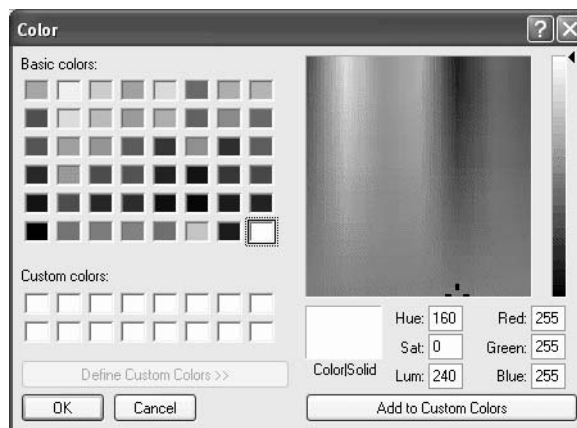 Color
Basic colors:
Custom colors:
Define Custom Colors >>
OK Cancel
Color|Solid
Hue: 160 Red: 255
Sat: 0 Green: 255
Lum: 240 Blue: 255
Add to Custom Colors